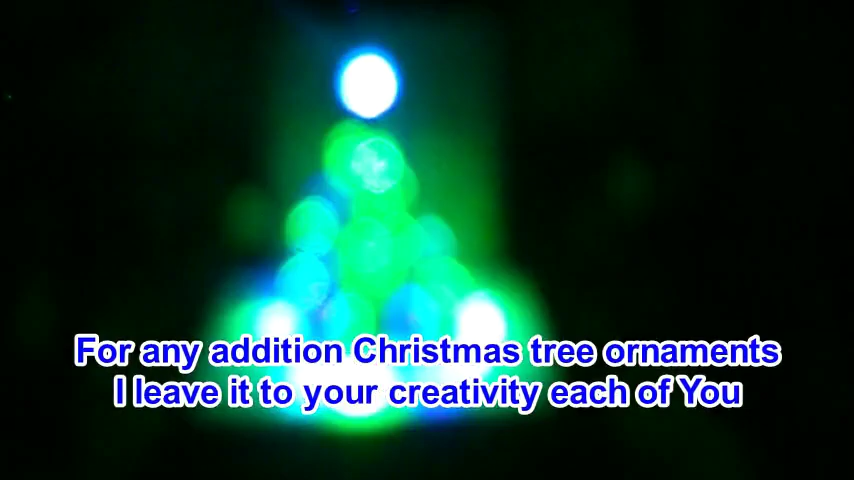 For any addition Christmas tree ornaments
I leave it to your creativity each of You